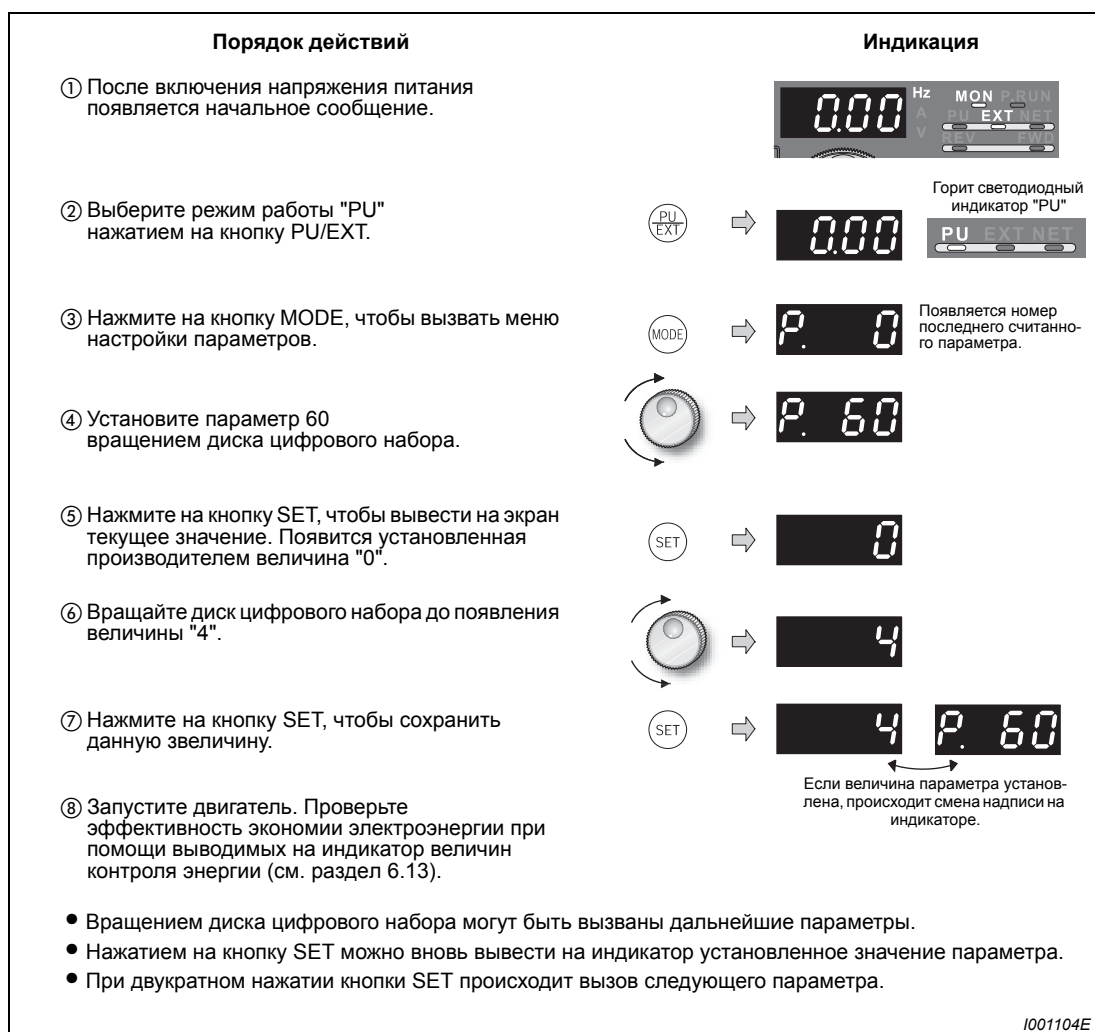 Порядок действий
Индикация
① После включения напряжения питания
появляется начальное сообщение.
0.00
Hz
A
V
MON P.RUN
PU EXT NET
REV FWD
② Выберите режим работы "PU"
нажатием на кнопку PU/EXT.
PU
EXT
0.00
Горит светодиодный
индикатор "PU"
PU EXT NET
③ Нажмите на кнопку MODE, чтобы вызвать меню
настройки параметров.
MODE
P. 0
Появляется номер
последнего считанно-
го параметра.
④ Установите параметр 60
вращением диска цифрового набора.
P. 60
⑤ Нажмите на кнопку SET, чтобы вывести на экран
текущее значение. Появится установленная
производителем величина "0".
SET
0
⑥ Вращайте диск цифрового набора до появления
величины "4".
4
⑦ Нажмите на кнопку SET, чтобы сохранить
данную звеличину.
SET
4
P. 60
Если величина параметра установ-
лена, происходит смена надписи на
индикаторе.
⑧ Запустите двигатель. Проверьте
эффективность экономии электроэнергии при
помощи выводимых на индикатор величин
контроля энергии (см. раздел 6.13).
● Вращением диска цифрового набора могут быть вызваны дальнейшие параметры.
● Нажатием на кнопку SET можно вновь вывести на индикатор установленное значение параметра.
● При двукратном нажатии кнопки SET происходит вызов следующего параметра.
I001104E